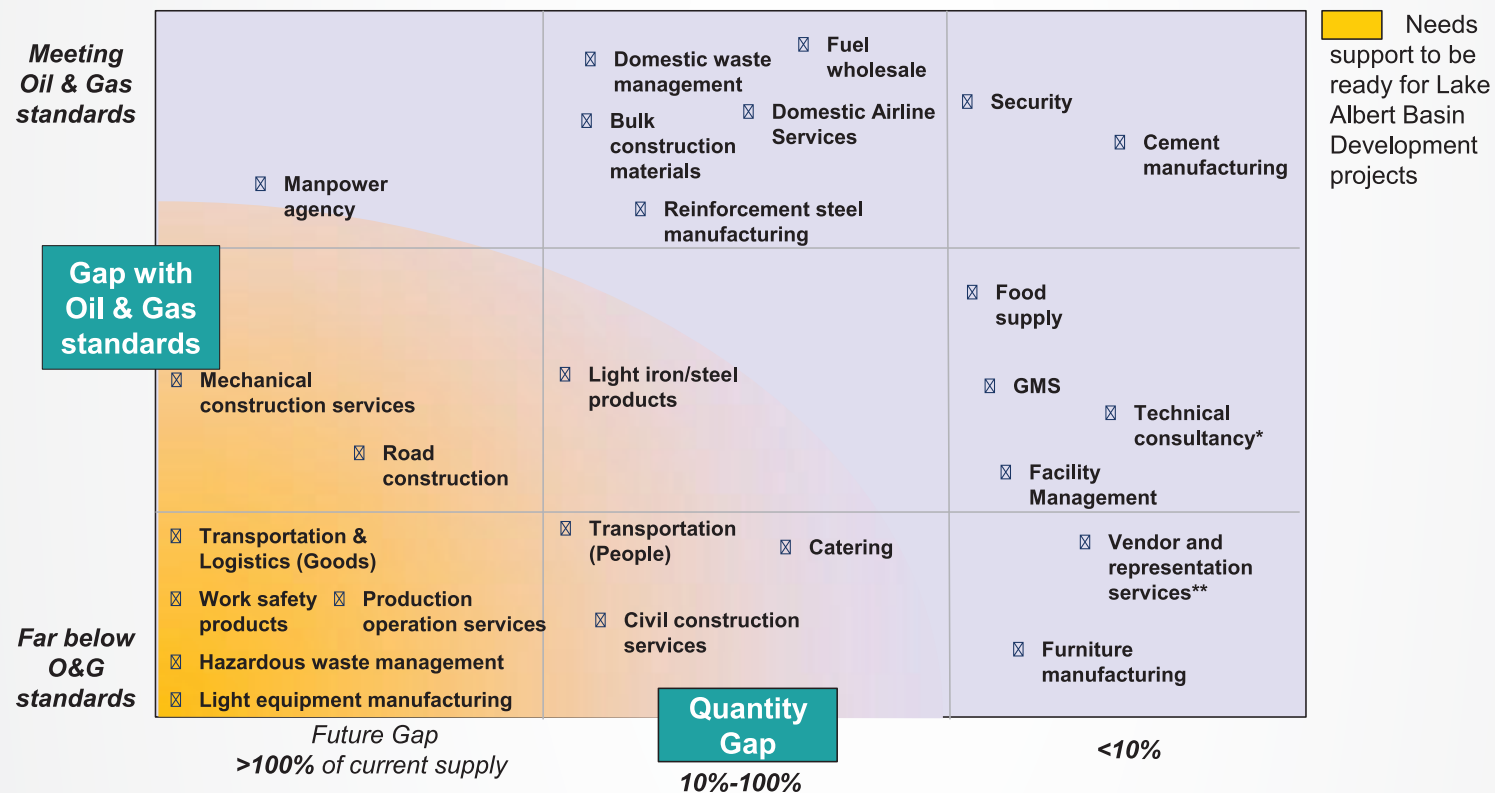 Meeting
Oil & Gas
standards
Domestic waste
management
Fuel
wholesale
Bulk
construction
materials
Domestic Airline
Services
Security
Cement
manufacturing
Manpower
agency
Reinforcement steel
manufacturing
Needs
support to be
ready for Lake
Albert Basin
Development
projects
Gap with
Oil & Gas
standards
Mechanical
construction services
Road
construction
Light iron/steel
products
Food
supply
GMS
Technical
consultancy*
Facility
Management
Far below
O&G
standards
Transportation &
Logistics (Goods)
Work safety
products
Production
operation services
Hazardous waste management
Light equipment manufacturing
Transportation
(People)
Catering
Civil construction
services
Vendor and
representation
services**
Furniture
manufacturing
Future Gap
>100% of current supply
Quantity
Gap
10%-100%
<10%